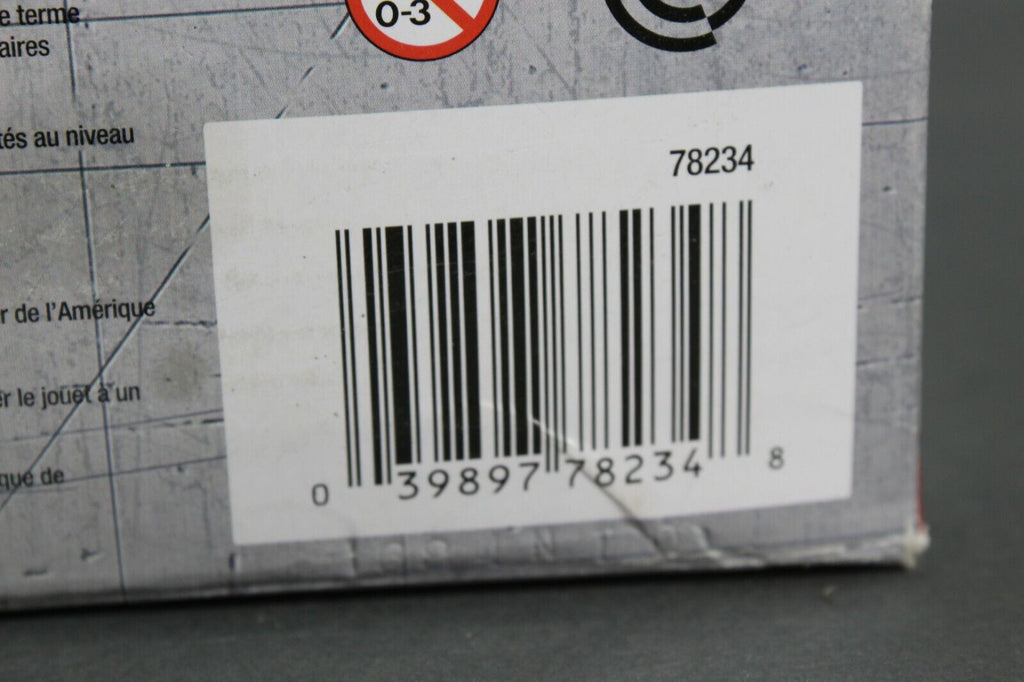 e terme
0-3
aires
tés au niveau
78234
r de l'Amérique
er le jouet à un
que de
0 39897 78234 8